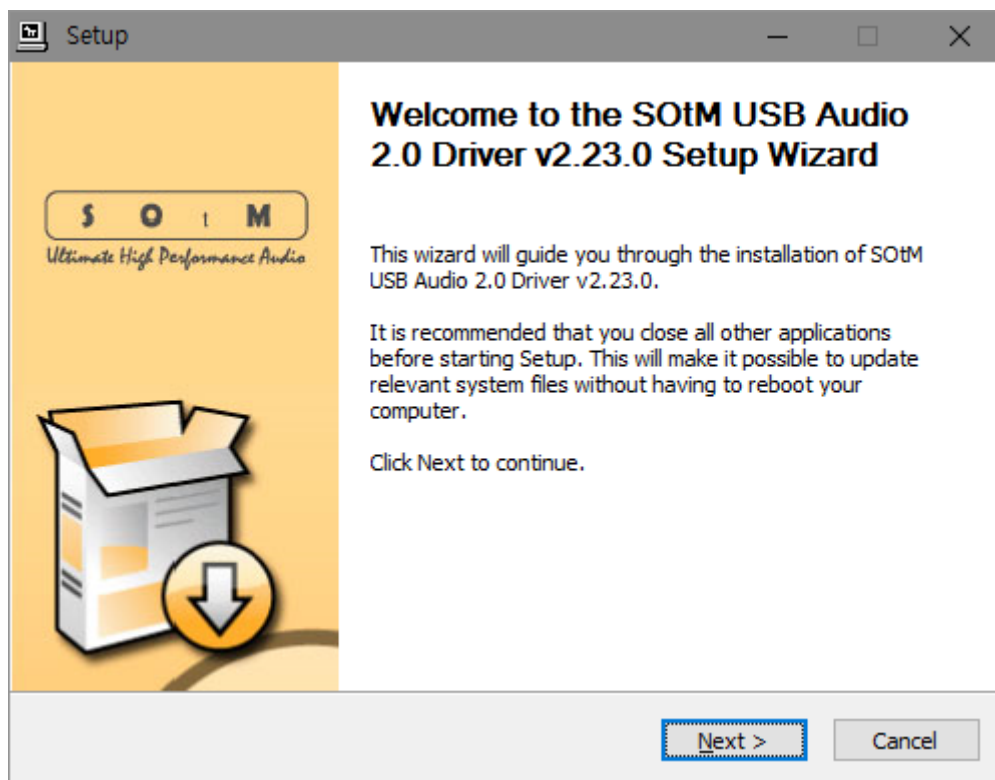 Setup
Welcome to the SOtM USB Audio
2.0 Driver v2.23.0 Setup Wizard
S O t M
Ultimate High Performance Audio
This wizard will guide you through the installation of SOtM
USB Audio 2.0 Driver v2.23.0.
It is recommended that you close all other applications
before starting Setup. This will make it possible to update
relevant system files without having to reboot your
computer.
Click Next to continue.
Next >
Cancel